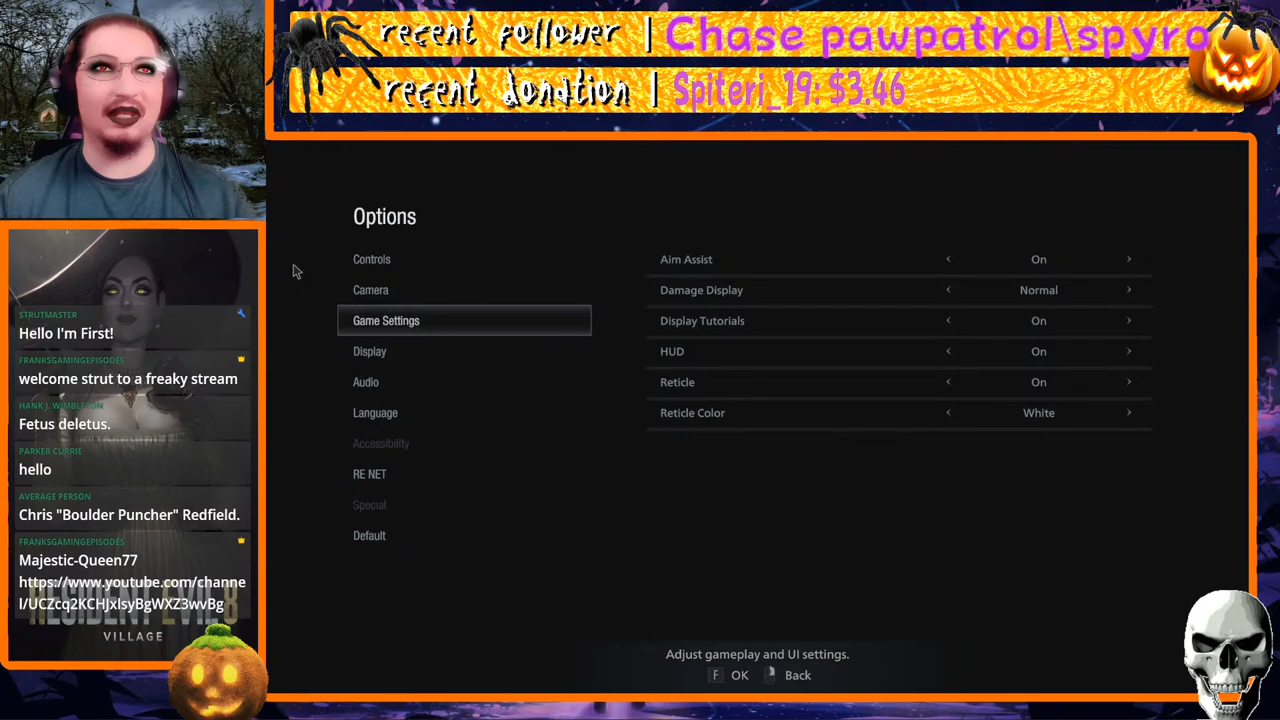 recent follower | Chase pawpatrol\spyro
recent donation | Spiteri_19: $3.46
Options
Controls
Camera
Game Settings
Display
Audio
Language
Accessibility
RE NET
Special
Default
Aim Assist < On >
Damage Display < Normal >
Display Tutorials < On >
HUD < On >
Reticle < On >
Reticle Color < White >
Adjust gameplay and UI settings.
F OK Back
STRUTMASTER
Hello I'm First!
FRANKSGAMINGEPISODES
welcome strut to a freaky stream
HANK J. WIMBLETON
Fetus deletus.
PARKER CURRIE
hello
AVERAGE PERSON
Chris "Boulder Puncher" Redfield.
FRANKSGAMINGEPISODES
Majestic-Queen77
https://www.youtube.com/channe
l/UCZcq2KCHJxlsyBgWXZ3wvBg
RESIDENT EVIL 8
VILLAGE